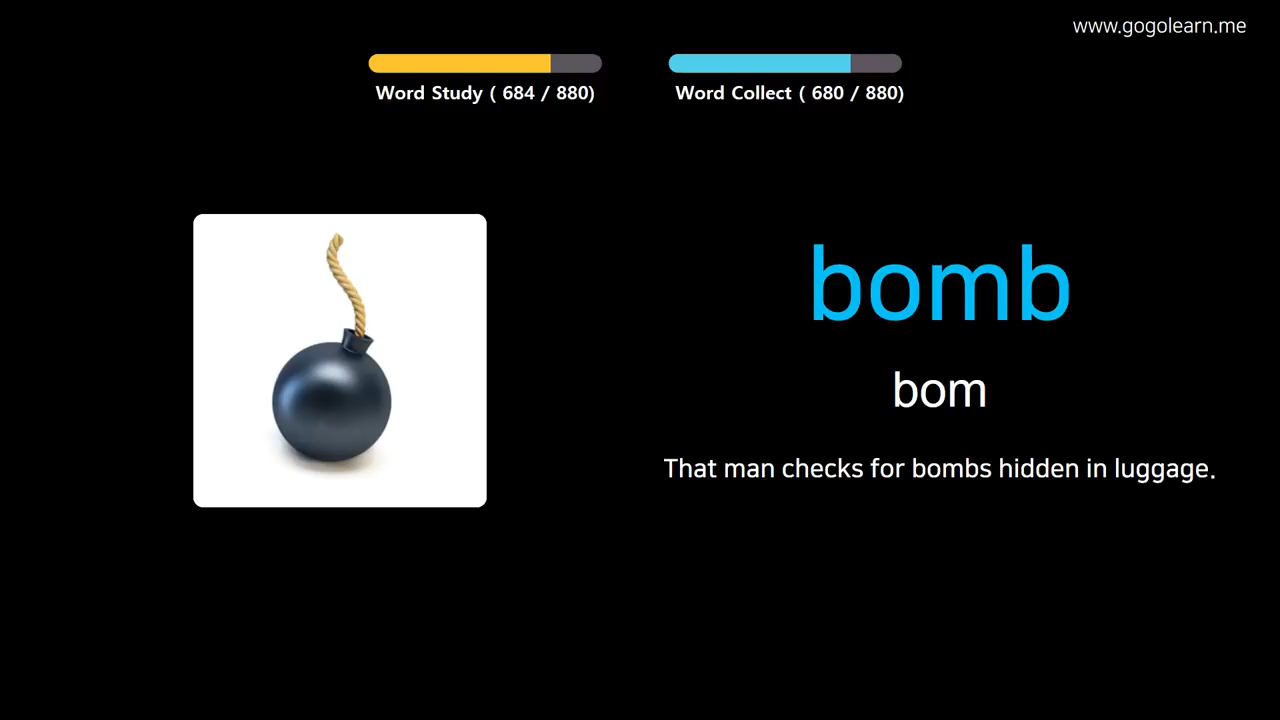 www.gogolearn.me
Word Study ( 684 / 880)
Word Collect ( 680 / 880)
bomb
bom
That man checks for bombs hidden in luggage.